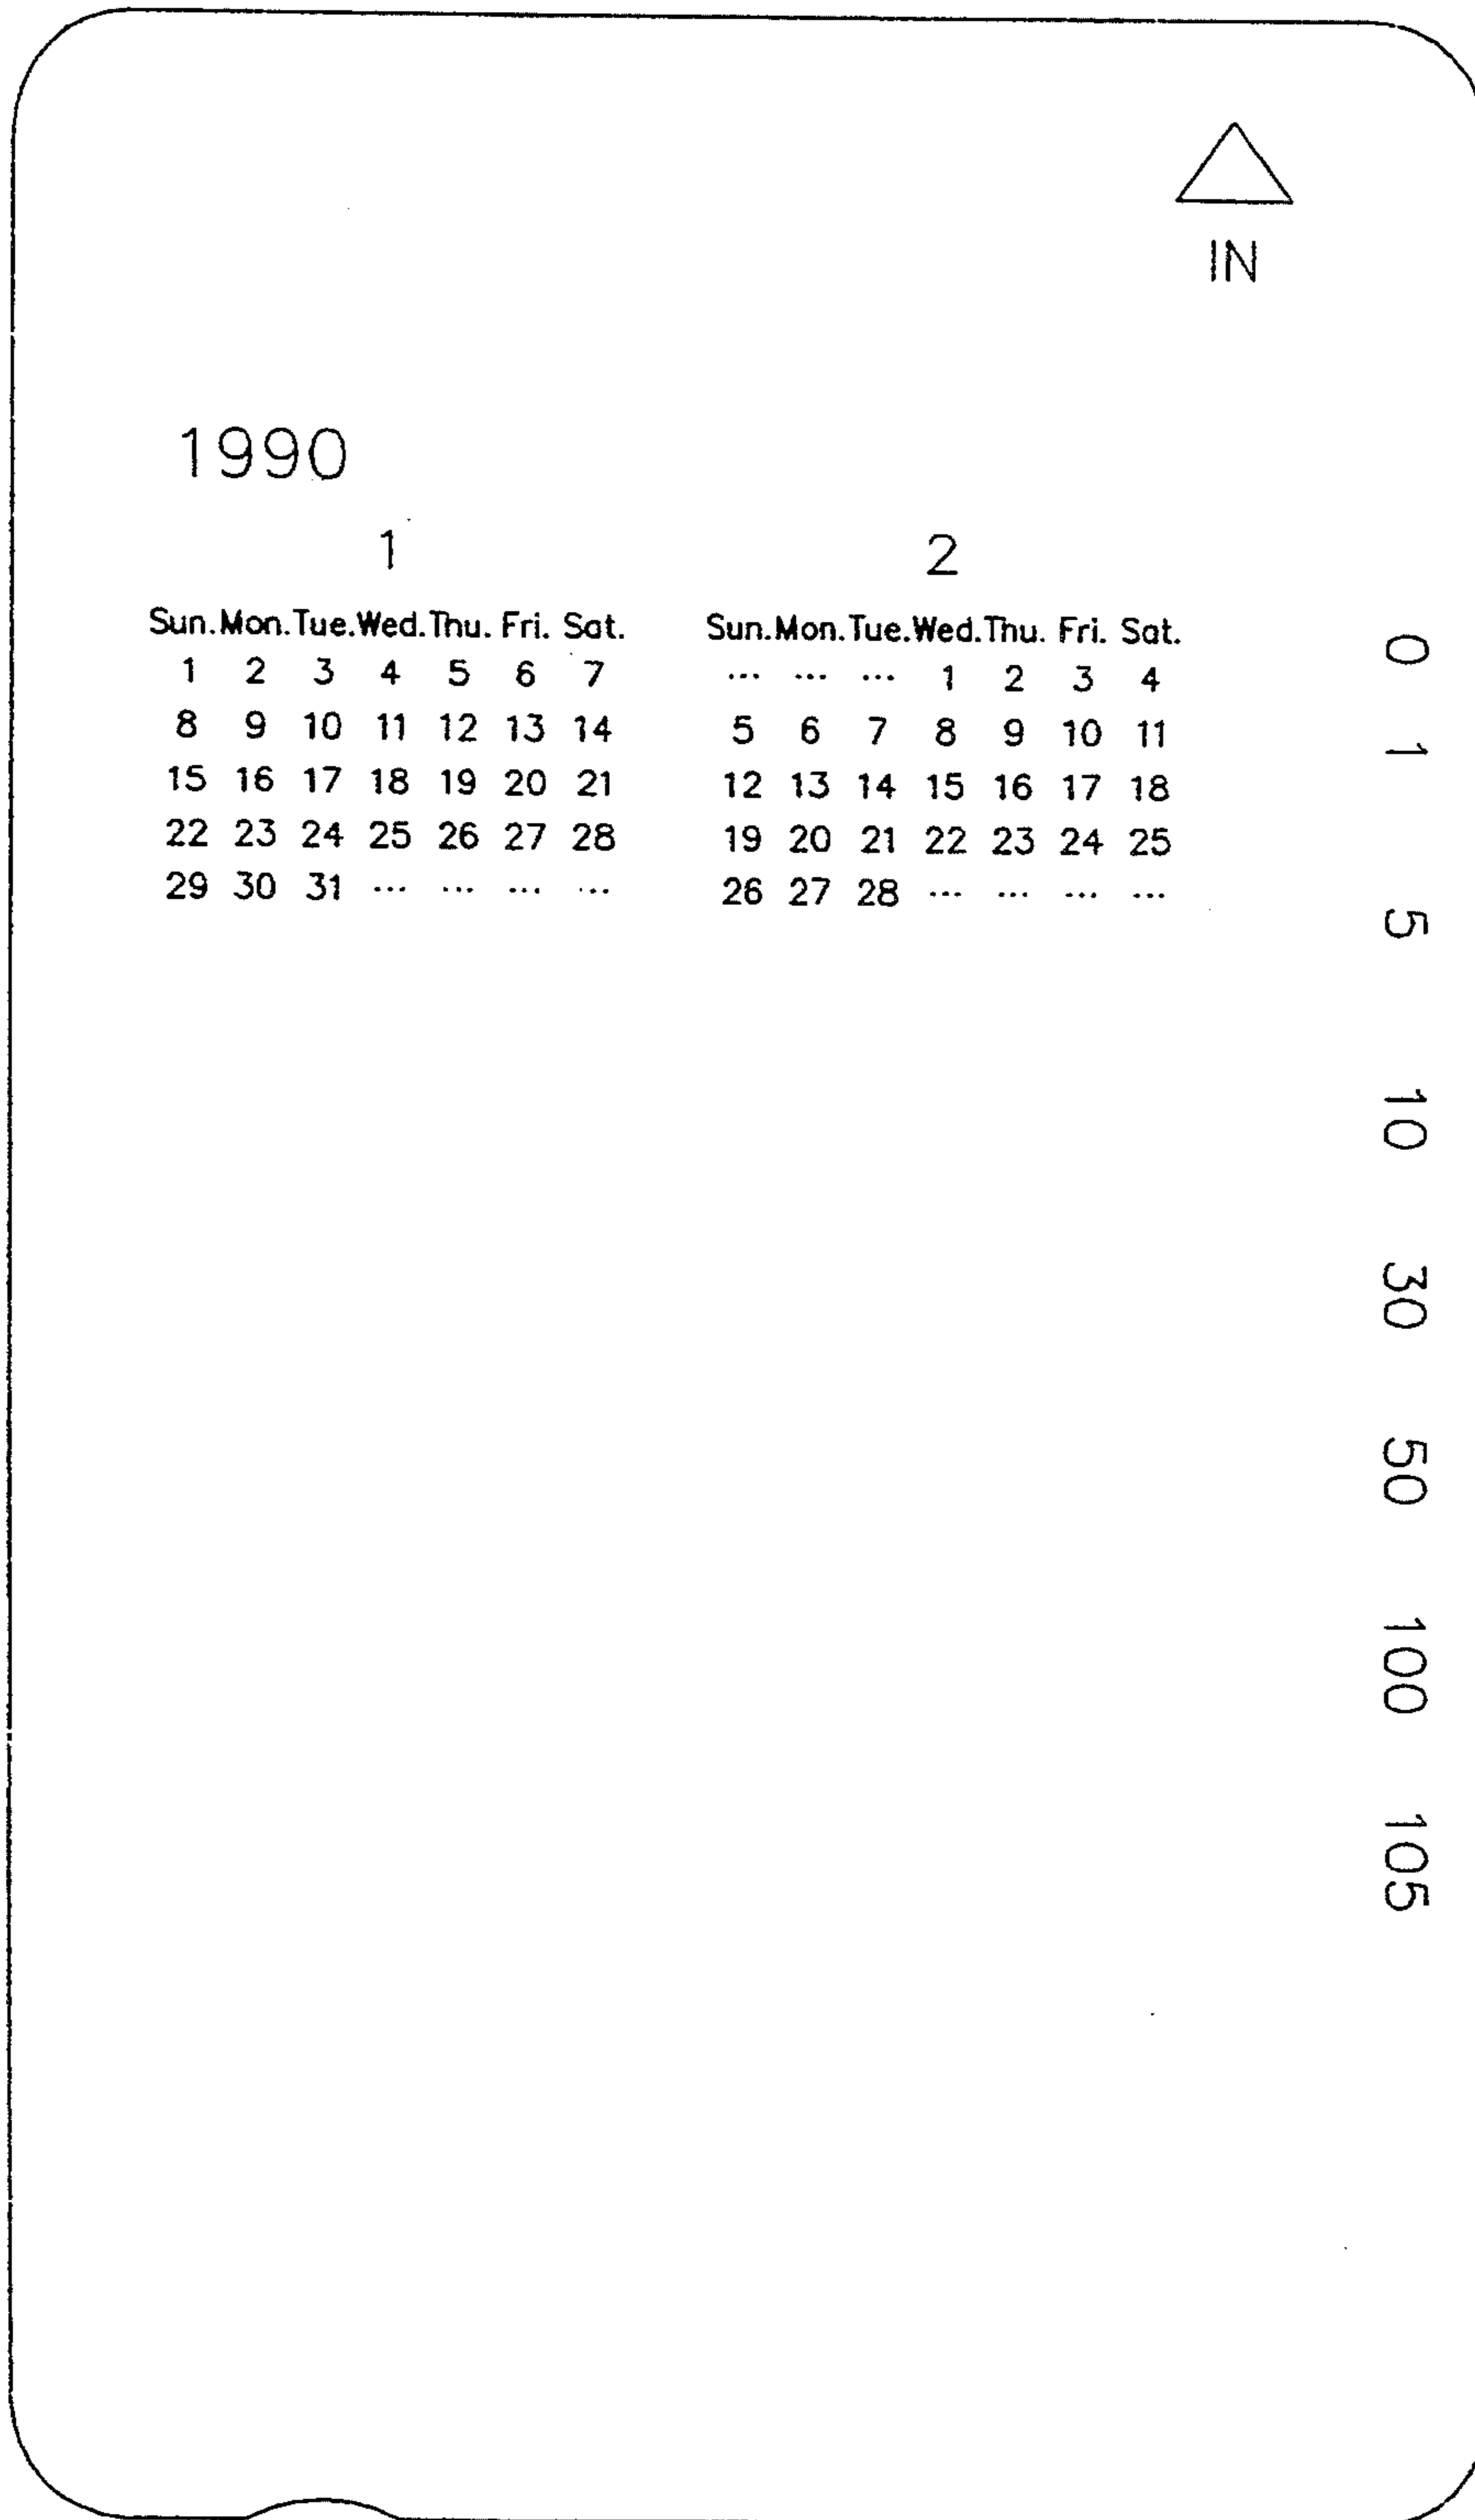 IN
1990
1 2
Sun. Mon. Tue. Wed. Thu. Fri. Sat. Sun. Mon. Tue. Wed. Thu. Fri. Sat.
1 2 3 4 5 6 7 ... ... ... 1 2 3 4
8 9 10 11 12 13 14 5 6 7 8 9 10 11
15 16 17 18 19 20 21 12 13 14 15 16 17 18
22 23 24 25 26 27 28 19 20 21 22 23 24 25
29 30 31 ... ... ... ... 26 27 28 ... ... ... ...
0 1 5 10 30 50 100 105